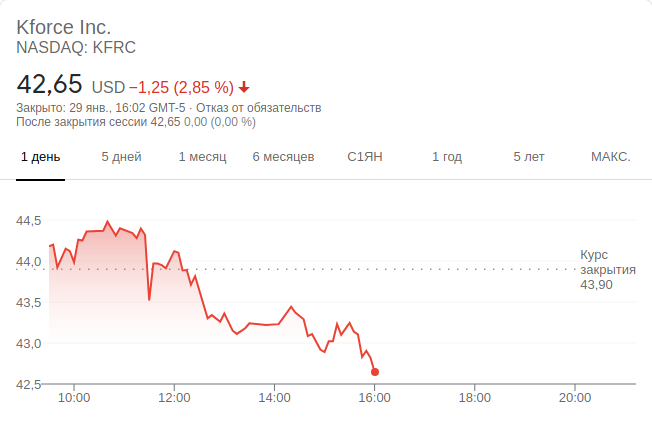 Kforce Inc.
NASDAQ: KFRC
42,65 USD −1,25 (2,85 %)
Закрыто: 29 янв., 16:02 GMT-5 · Отказ от обязательств
После закрытия сессии 42,65 0,00 (0,00 %)
1 день 5 дней 1 месяц 6 месяцев С1ЯН 1 год 5 лет МАКС.
44,5
44,0
43,5
43,0
42,5
Курс
закрытия
43,90
10:00 12:00 14:00 16:00 18:00 20:00